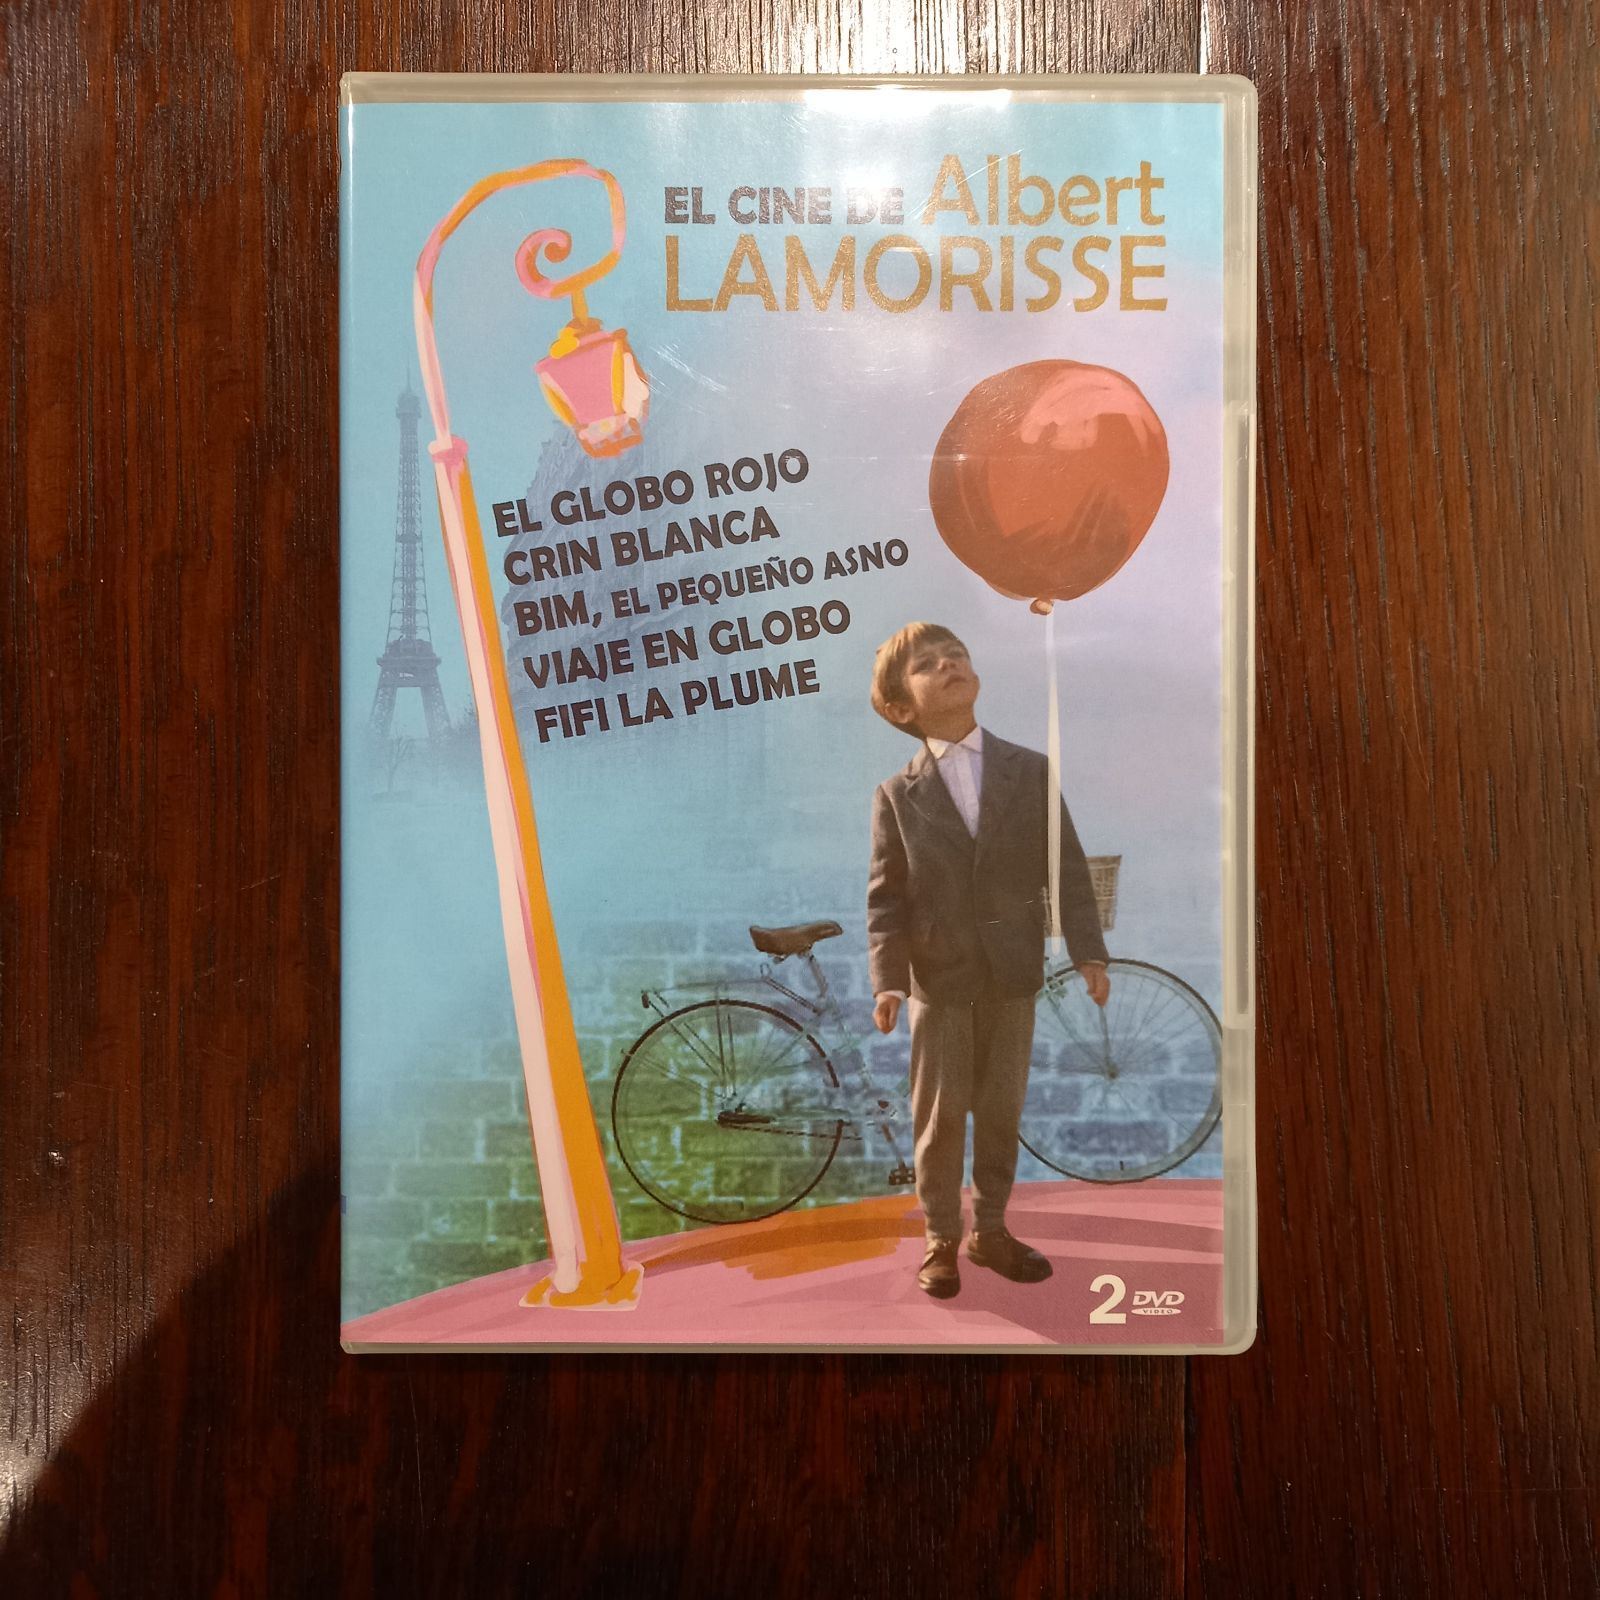 EL CINE DE Albert
LAMORISSE
EL GLOBO ROJO
CRIN BLANCA
BIM, EL PEQUEÑO ASNO
VIAJE EN GLOBO
FIFI LA PLUME
2 DVD
VIDEO